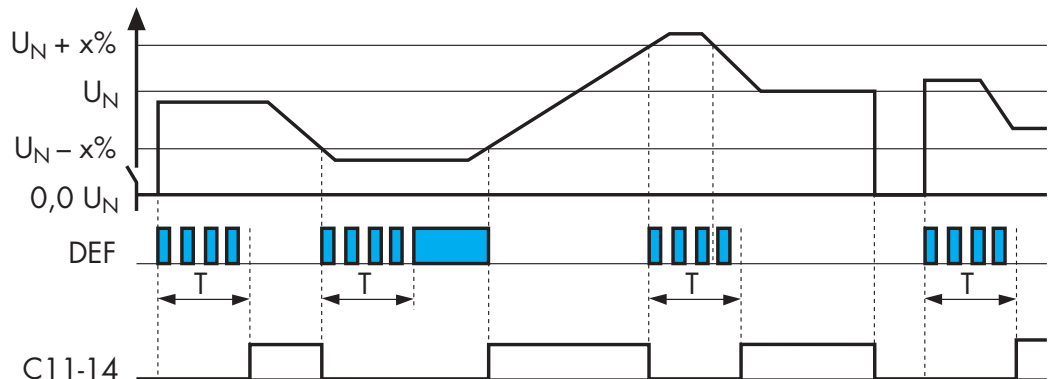 U_N + x%
U_N
U_N – x%
0,0 U_N
DEF
T T T T
C11-14